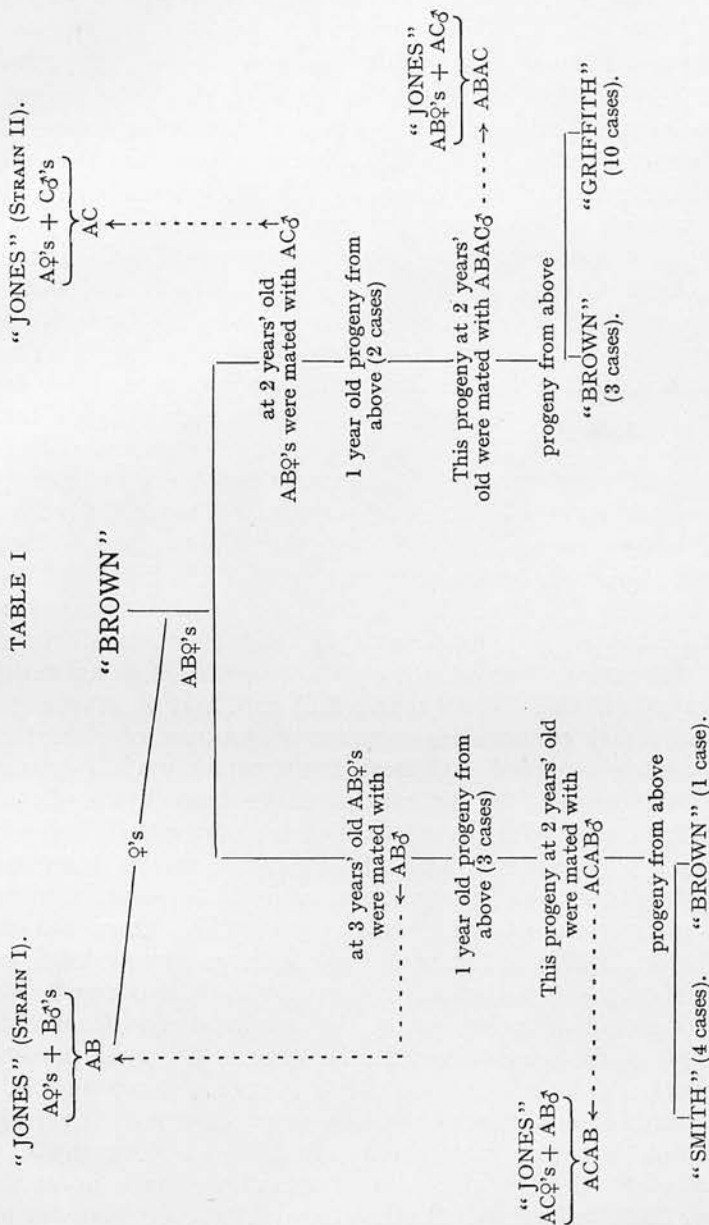 TABLE I
“JONES” (STRAIN I).
A♀'s + B♂'s
AB
“JONES” (STRAIN II).
A♀'s + C♂'s
AC
“BROWN”
♀'s
AB♀'s
at 3 years' old AB♀'s
were mated with
AB♂
1 year old progeny from
above (3 cases)
This progeny at 2 years' old
were mated with
ACAB♂
“JONES”
AC♀'s + AB♂
ACAB
progeny from above
“SMITH” (4 cases).
“BROWN” (1 case).
at 2 years' old
AB♀'s were mated with AC♂
1 year old progeny from
above (2 cases)
This progeny at 2 years'
old were mated with ABAC♂
“JONES”
AB♀'s + AC♂
ABAC
progeny from above
“BROWN”
(3 cases).
“GRIFFITH”
(10 cases).